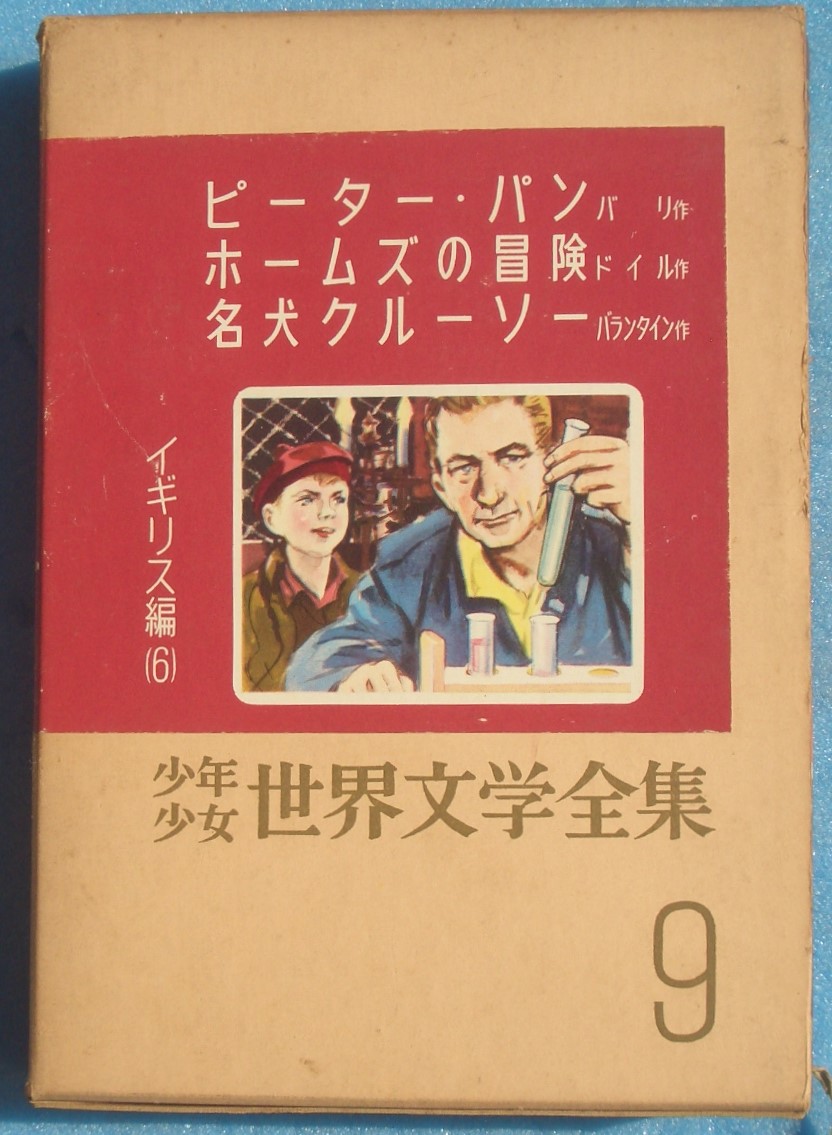 ピーター・パン バリ作
ホームズの冒険 ドイル作
名犬クルーソー バランタイン作
イギリス編(6)
少年少女 世界文学全集
9